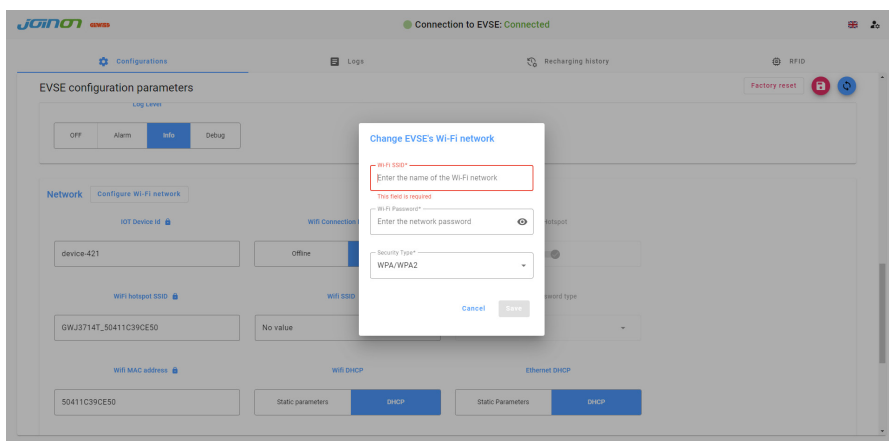 JOINON GEWISS
Connection to EVSE: Connected
Configurations
Logs
Recharging history
RFID
EVSE configuration parameters
Factory reset
Log Level
OFF
Alarm
Info
Debug
Network
Configure Wi-Fi network
IOT Device Id
Wifi Connection
hotspot
device-421
Offline
WiFi hotspot SSID
Wifi SSID
sword type
GWJ3714T_50411C39CE50
No value
Wifi MAC address
Wifi DHCP
Ethernet DHCP
50411C39CE50
Static parameters
DHCP
Static Parameters
DHCP
Change EVSE's Wi-Fi network
Wi-Fi SSID*
Enter the name of the Wi-Fi network
This field is required
Wi-Fi Password*
Enter the network password
Security Type*
WPA/WPA2
Cancel
Save